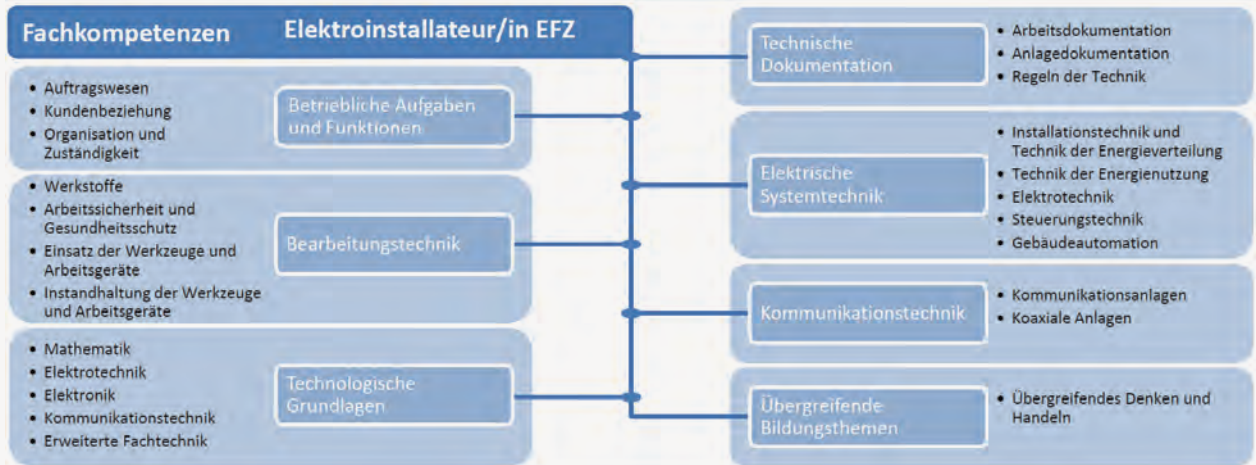 Fachkompetenzen Elektroinstallateur/in EFZ
• Auftragswesen
• Kundenbeziehung
• Organisation und
Zuständigkeit
Betriebliche Aufgaben
und Funktionen
• Werkstoffe
• Arbeitssicherheit und
Gesundheitsschutz
• Einsatz der Werkzeuge und
Arbeitsgeräte
• Instandhaltung der Werkzeuge
und Arbeitsgeräte
Bearbeitungstechnik
• Mathematik
• Elektrotechnik
• Elektronik
• Kommunikationstechnik
• Erweiterte Fachtechnik
Technologische
Grundlagen
Technische
Dokumentation
• Arbeitsdokumentation
• Anlagedokumentation
• Regeln der Technik
Elektrische
Systemtechnik
• Installationstechnik und
Technik der Energieverteilung
• Technik der Energienutzung
• Elektrotechnik
• Steuerungstechnik
• Gebäudeautomation
Kommunikationstechnik
• Kommunikationsanlagen
• Koaxiale Anlagen
Übergreifende
Bildungsthemen
• Übergreifendes Denken und
Handeln